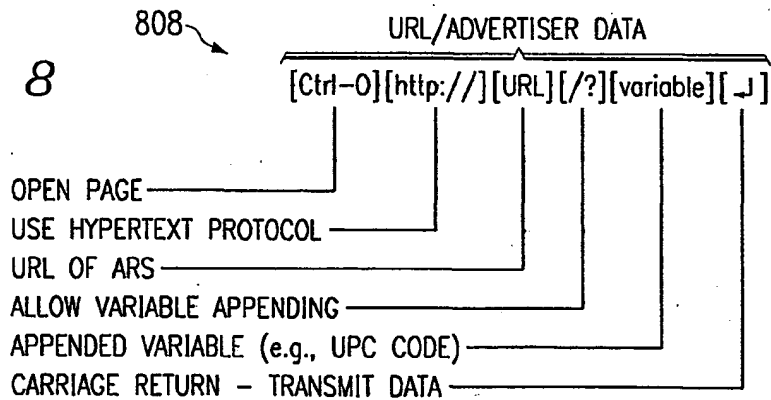 808
URL/ADVERTISER DATA
8
[Ctrl-O][http://][URL][/?][variable][↵]
OPEN PAGE
USE HYPERTEXT PROTOCOL
URL OF ARS
ALLOW VARIABLE APPENDING
APPENDED VARIABLE (e.g., UPC CODE)
CARRIAGE RETURN - TRANSMIT DATA